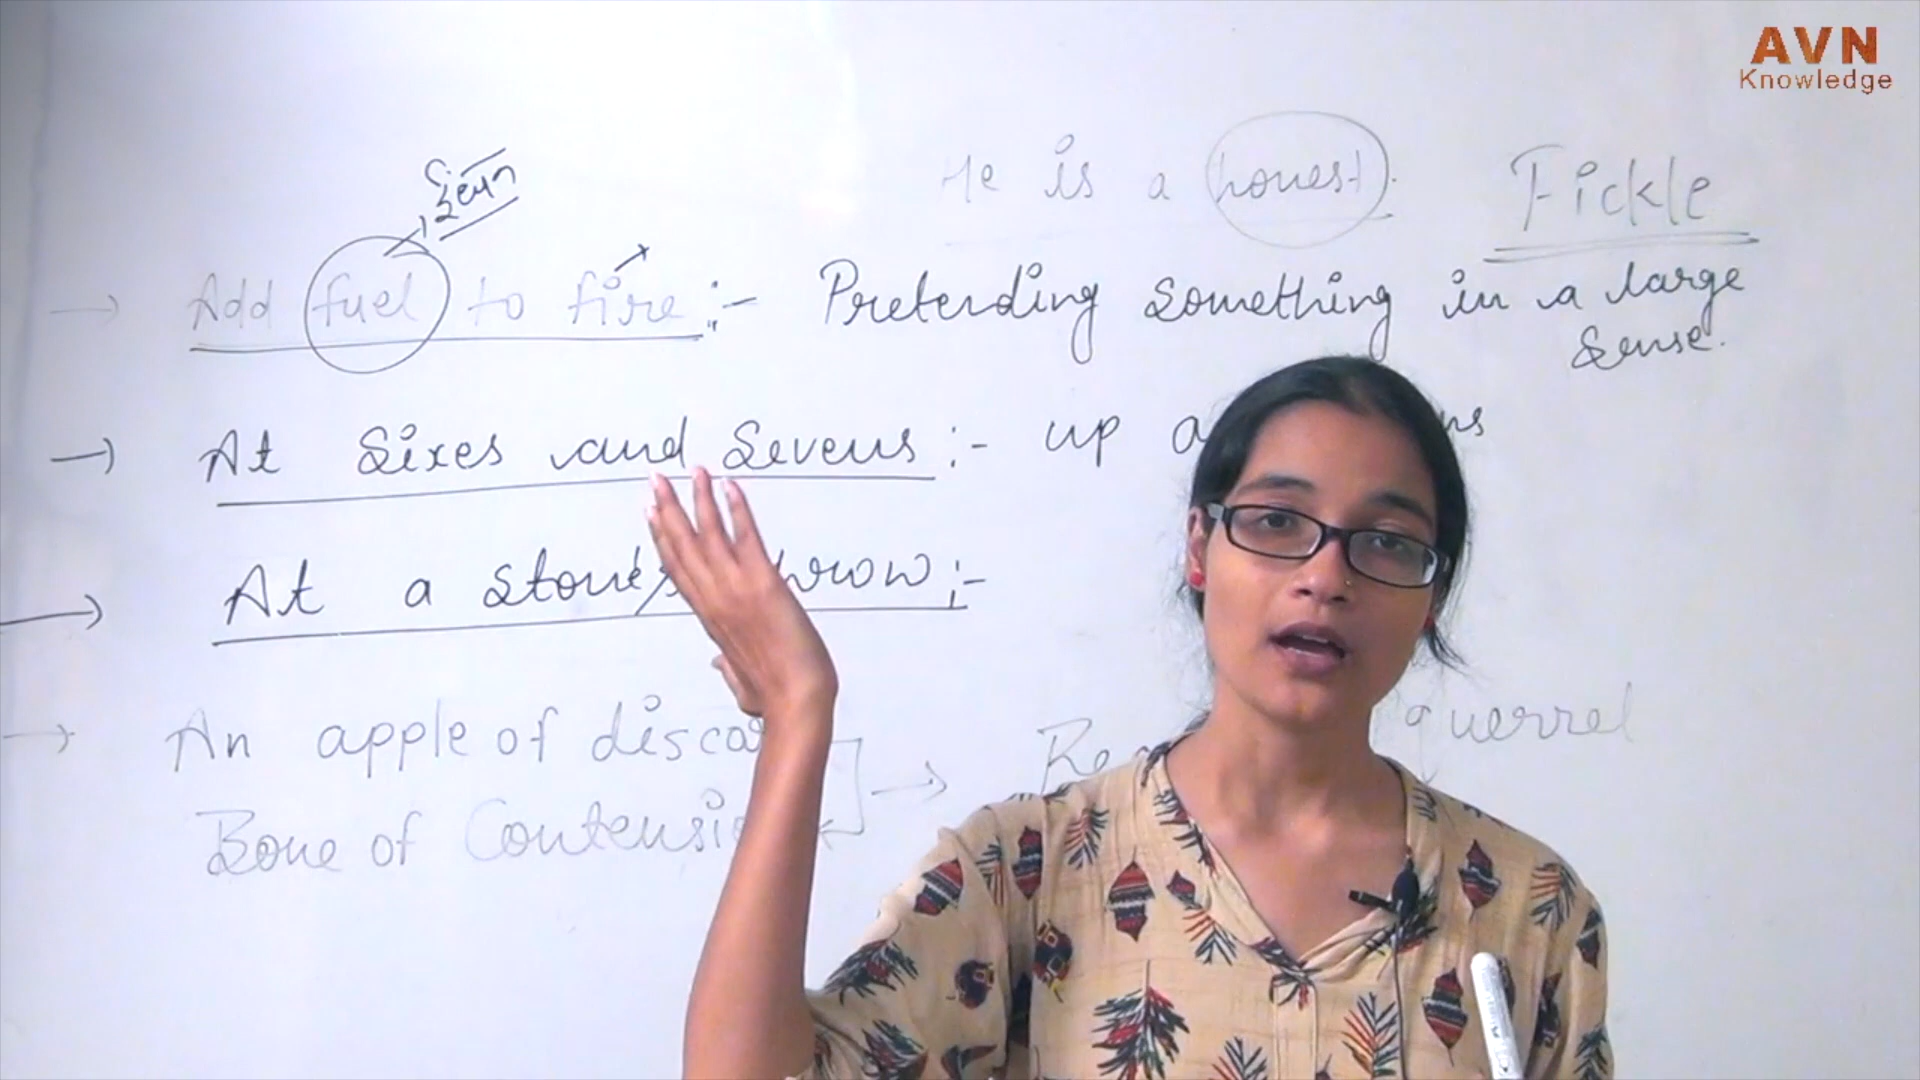 AVN
Knowledge
He is a honest.
Fickle
ईंधन
→ Add fuel to fire :- Pretending something in a large
sense.
→ At Sixes and Sevens :- up a
→ At a stone's throw :-
→ An apple of disco
querrel
Bone of Contensi